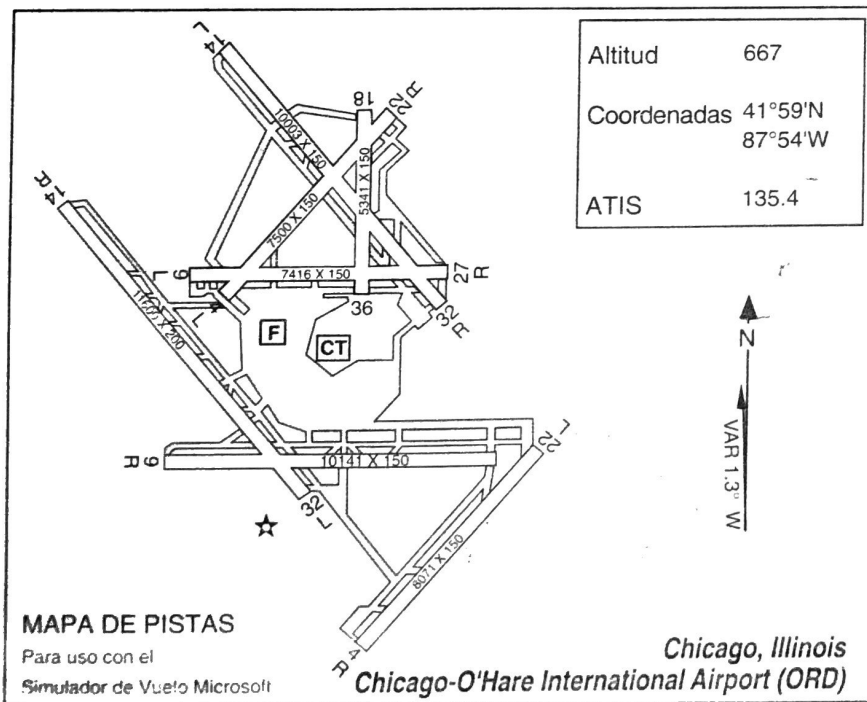 14
L
10003 X 150
18
22
R
5341 X 150
7500 X 150
14
R
L
9
7416 X 150
27
R
36
32
R
L
F
CT
200
R
9
10141 X 150
22
L
32
L
8071 X 150
4
R
Altitud 667
Coordenadas 41°59'N
87°54'W
ATIS 135.4
N
VAR 1.3° W
MAPA DE PISTAS
Para uso con el
Simulador de Vuelo Microsoft
Chicago, Illinois
Chicago-O'Hare International Airport (ORD)